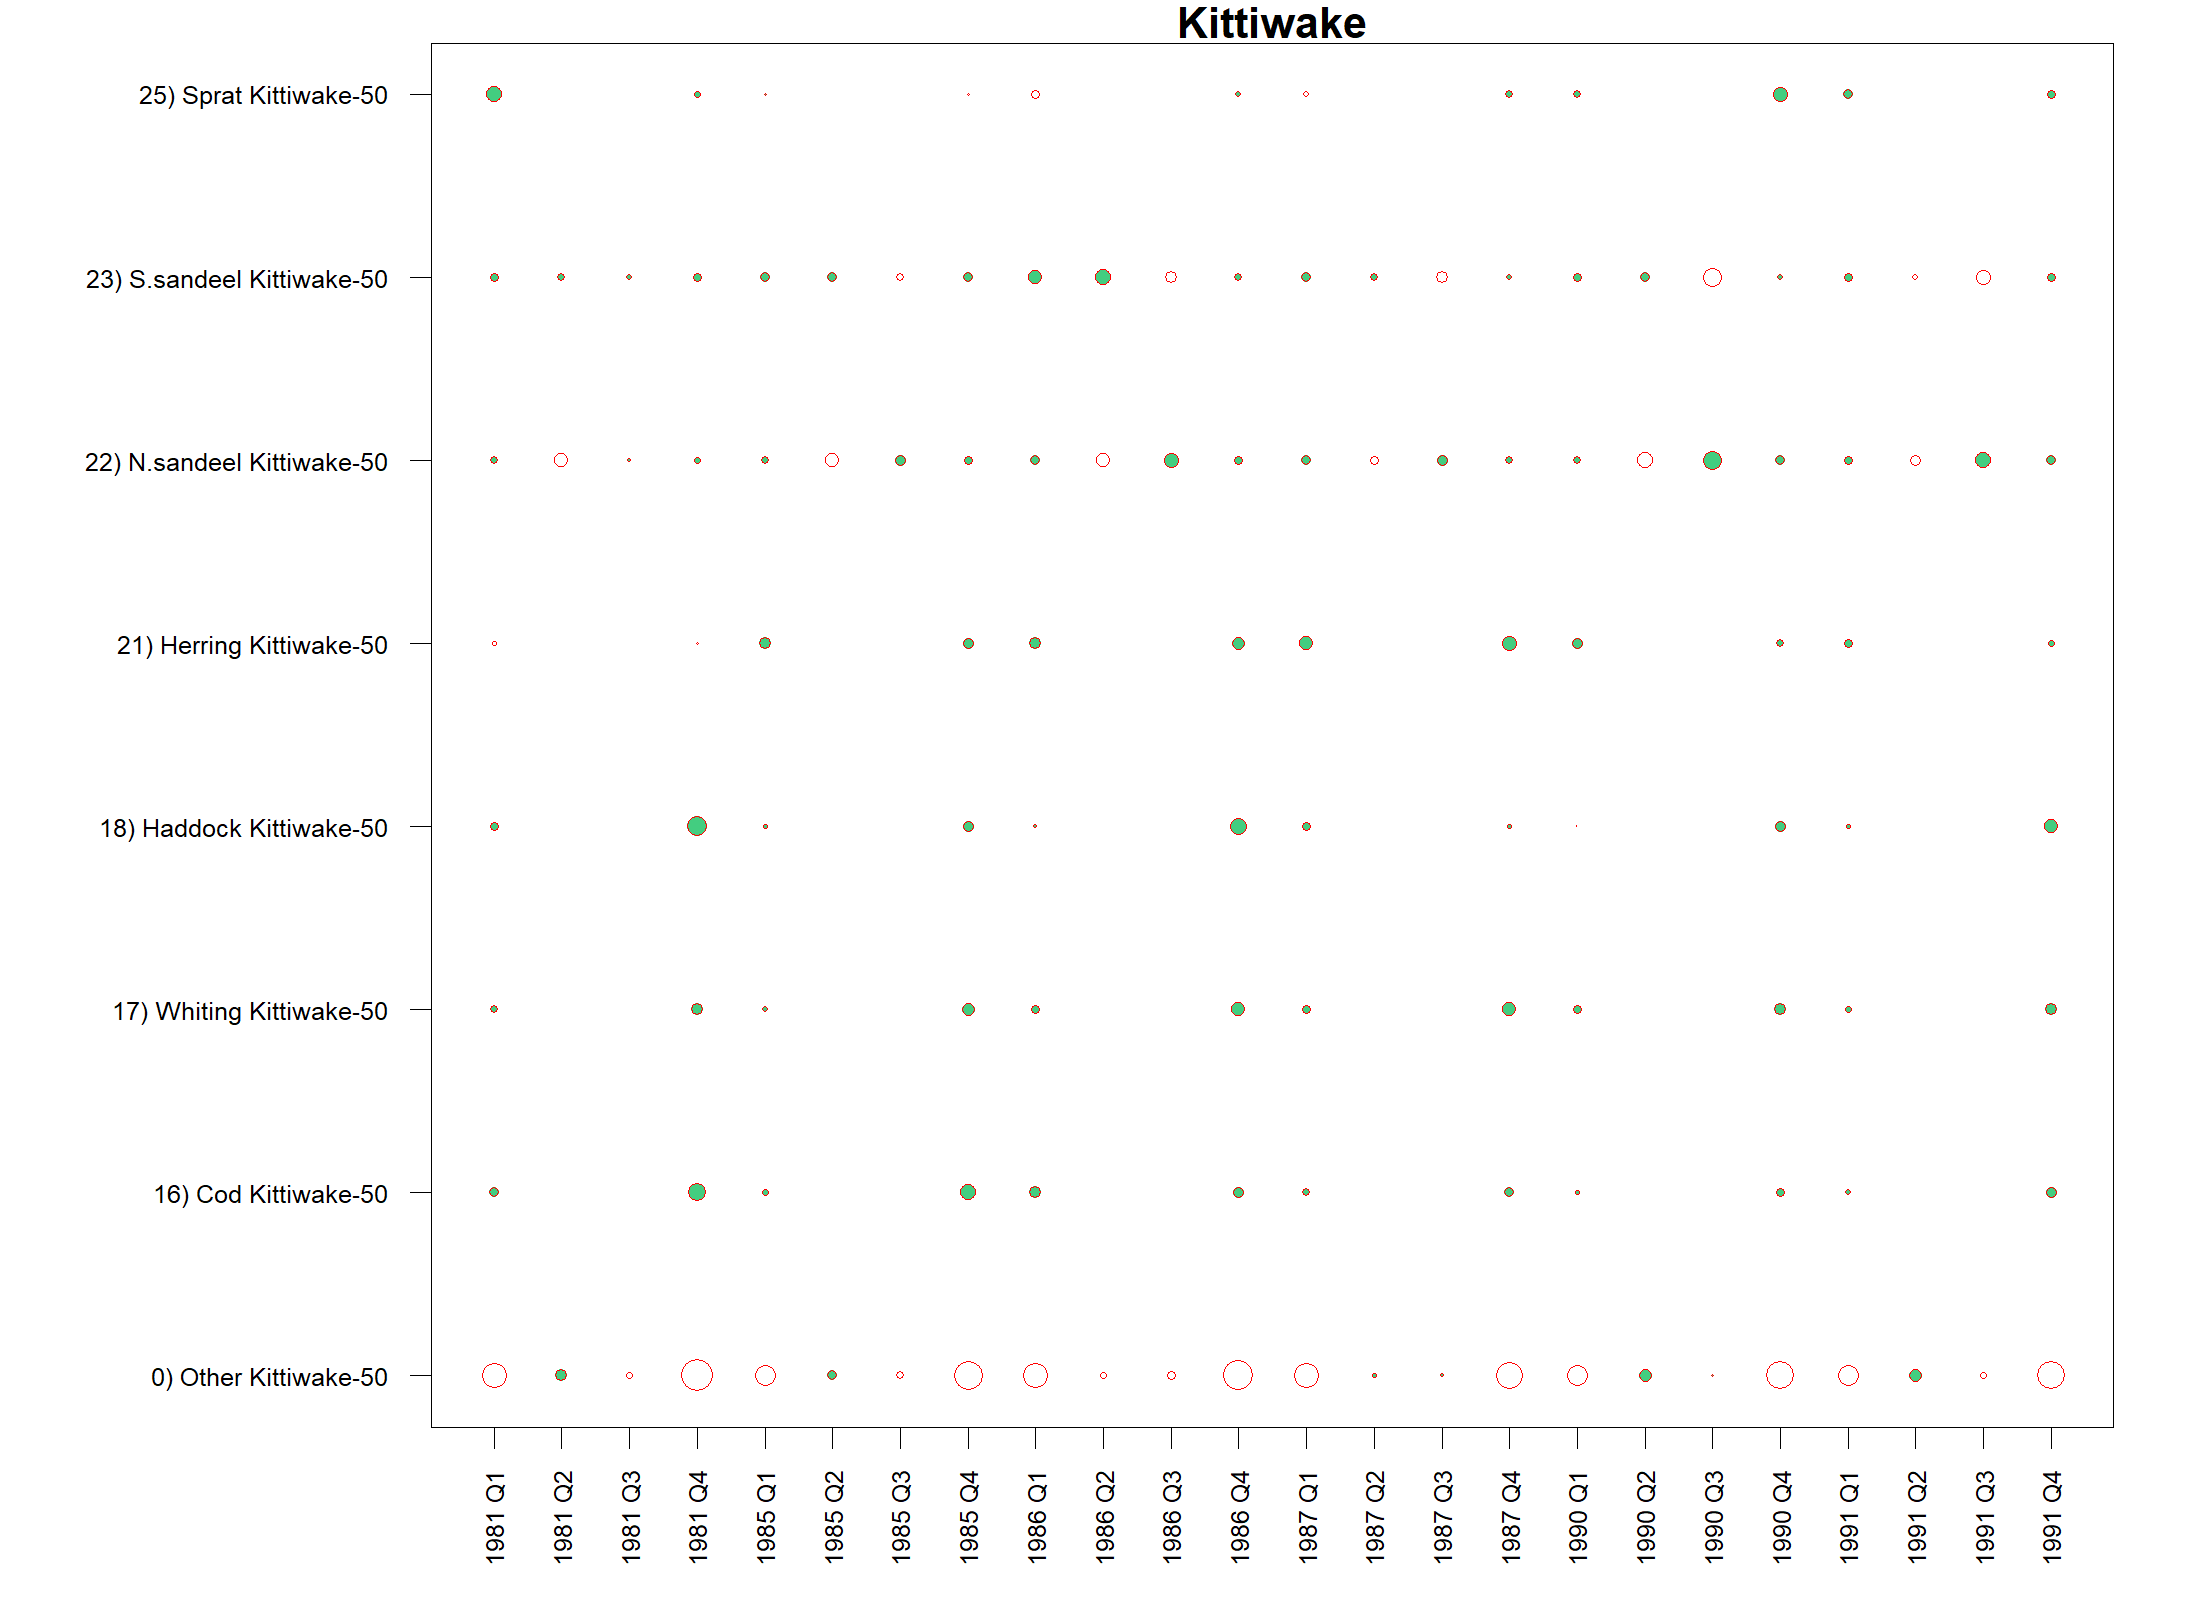 Kittiwake
25) Sprat Kittiwake-50
23) S.sandeel Kittiwake-50
22) N.sandeel Kittiwake-50
21) Herring Kittiwake-50
18) Haddock Kittiwake-50
17) Whiting Kittiwake-50
16) Cod Kittiwake-50
0) Other Kittiwake-50
1981 Q1
1981 Q2
1981 Q3
1981 Q4
1985 Q1
1985 Q2
1985 Q3
1985 Q4
1986 Q1
1986 Q2
1986 Q3
1986 Q4
1987 Q1
1987 Q2
1987 Q3
1987 Q4
1990 Q1
1990 Q2
1990 Q3
1990 Q4
1991 Q1
1991 Q2
1991 Q3
1991 Q4